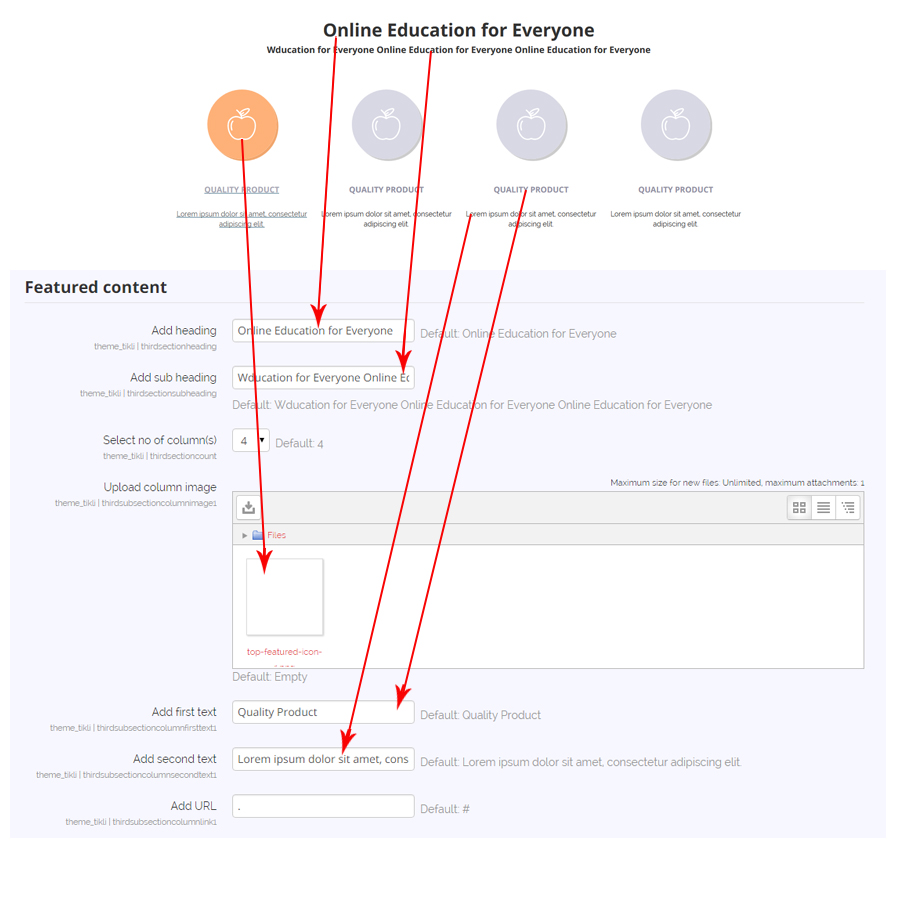 Online Education for Everyone
Wducation for Everyone Online Education for Everyone Online Education for Everyone
QUALITY PRODUCT
Lorem ipsum dolor sit amet, consectetur
adipiscing elit.
QUALITY PRODUCT
Lorem ipsum dolor sit amet, consectetur
adipiscing elit.
QUALITY PRODUCT
Lorem ipsum dolor sit amet, consectetur
adipiscing elit.
QUALITY PRODUCT
Lorem ipsum dolor sit amet, consectetur
adipiscing elit.
Featured content
Add heading Online Education for Everyone Default: Online Education for Everyone
theme_tikli | thirdsectionheading
Add sub heading Wducation for Everyone Online Ec
theme_tikli | thirdsectionsubheading
Default: Wducation for Everyone Online Education for Everyone Online Education for Everyone
Select no of column(s) 4 Default: 4
theme_tikli | thirdsectioncount
Upload column image Maximum size for new files: Unlimited, maximum attachments: 1
theme_tikli | thirdsubsectioncolumnimage1
Files
top-featured-icon-
Default: Empty
Add first text Quality Product Default: Quality Product
theme_tikli | thirdsubsectioncolumnfirsttext1
Add second text Lorem ipsum dolor sit amet, cons Default: Lorem ipsum dolor sit amet, consectetur adipiscing elit.
theme_tikli | thirdsubsectioncolumnsecondtext1
Add URL . Default: #
theme_tikli | thirdsubsectioncolumnlink1